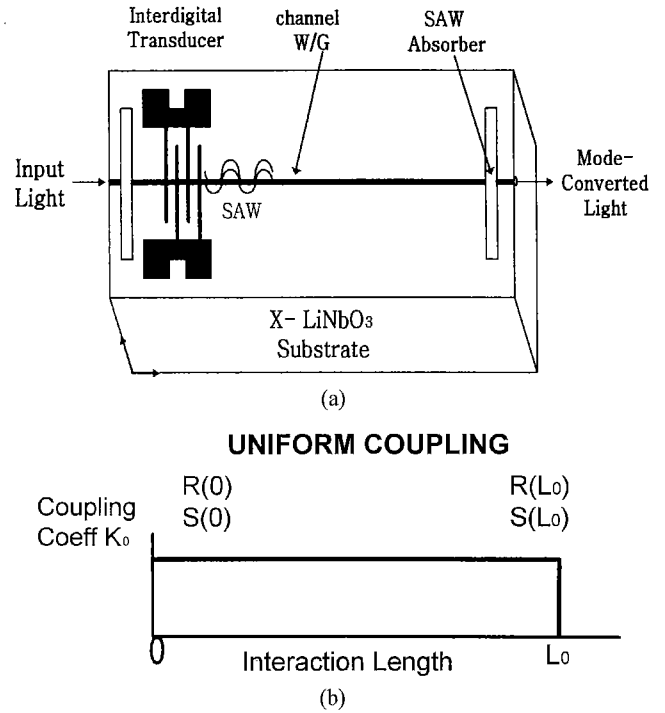 Interdigital
Transducer
channel
W/G
SAW
Absorber
Input
Light
SAW
Mode-
Converted
Light
X- LiNbO₃
Substrate
(a)
UNIFORM COUPLING
Coupling
Coeff K₀
R(0)
S(0)
R(L₀)
S(L₀)
0
Interaction Length
L₀
(b)